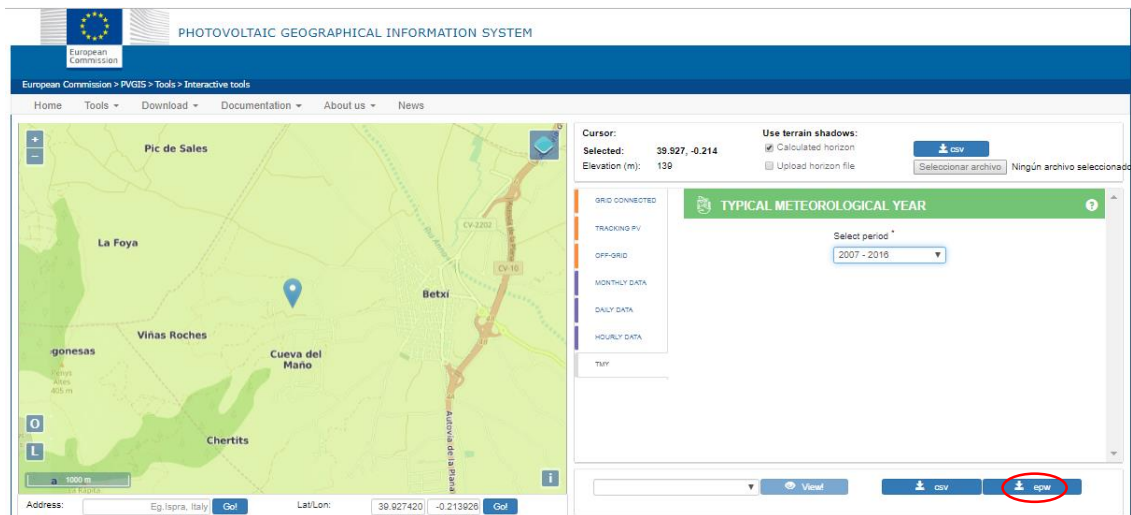 PHOTOVOLTAIC GEOGRAPHICAL INFORMATION SYSTEM
European
Commission
European Commission > PVGIS > Tools > Interactive tools
Home Tools Download Documentation About us News
+
−
Pic de Sales
La Foya
CV-2202
CV-10
Betxí
Viñas Roches
Cueva del
Maño
gonesas
Altes
405 m
Chertits
Autovia de la Plana
O
L
1000 m
i
Address: Eg.Ispra, Italy Go! Lat/Lon: 39.927420 -0.213926 Go!
Cursor:
Selected: 39.927, -0.214
Elevation (m): 139
Use terrain shadows:
Calculated horizon csv
Upload horizon file Seleccionar archivo Ningún archivo seleccionado
GRID CONNECTED
TRACKING PV
OFF-GRID
MONTHLY DATA
DAILY DATA
HOURLY DATA
TMY
TYPICAL METEOROLOGICAL YEAR ?
Select period *
2007 - 2016
View! csv epw